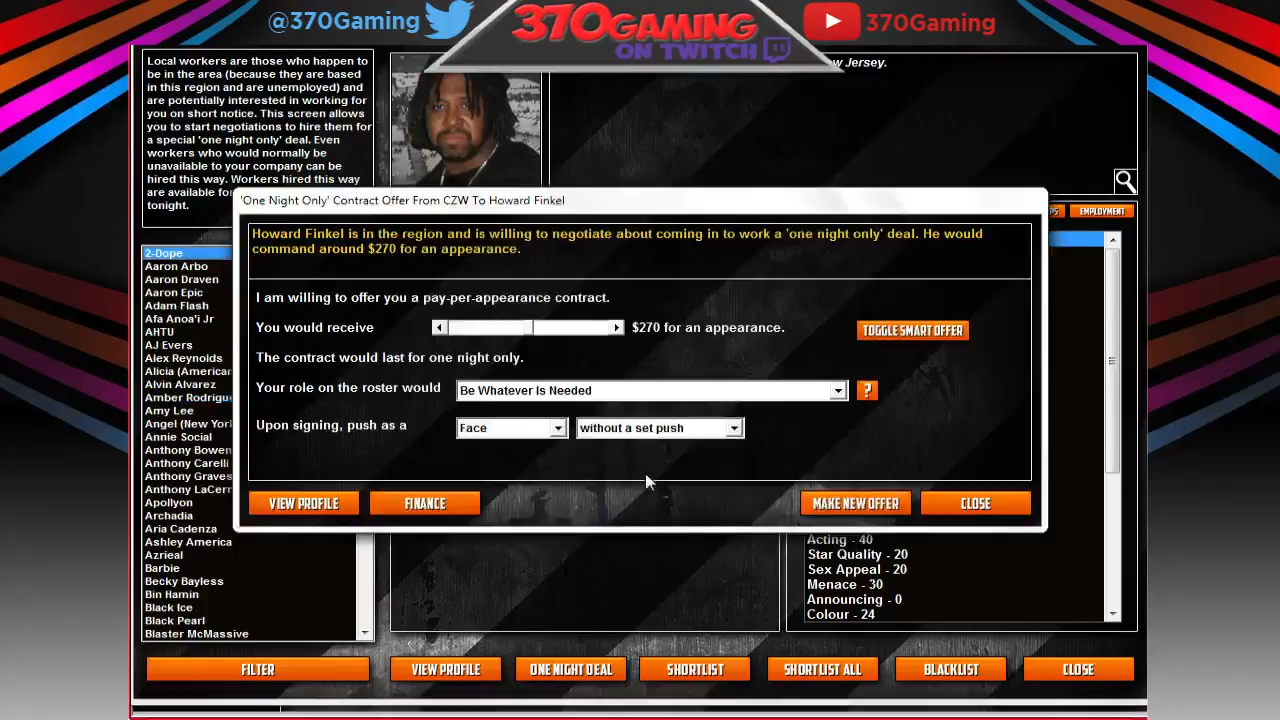 @370Gaming
370GAMING
ON TWITCH
370Gaming
Local workers are those who happen to
be in the area (because they are based
in this region and are unemployed) and
are potentially interested in working for
you on short notice. This screen allows
you to start negotiations to hire them for
a special 'one night only' deal. Even
workers who would normally be
unavailable to your company can be
hired this way. Workers hired this way
are available for
tonight.
Jersey.
EMPLOYMENT
'One Night Only' Contract Offer From CZW To Howard Finkel
Howard Finkel is in the region and is willing to negotiate about coming in to work a 'one night only' deal. He would
command around $270 for an appearance.
I am willing to offer you a pay-per-appearance contract.
You would receive
$270 for an appearance.
TOGGLE SMART OFFER
The contract would last for one night only.
Your role on the roster would
Be Whatever Is Needed
?
Upon signing, push as a
Face
without a set push
VIEW PROFILE
FINANCE
MAKE NEW OFFER
CLOSE
2-Dope
Aaron Arbo
Aaron Draven
Aaron Epic
Adam Flash
Afa Anoa'i Jr
AHTU
AJ Evers
Alex Reynolds
Alicia (American
Alvin Alvarez
Amber Rodrigue
Amy Lee
Angel (New York
Annie Social
Anthony Bowen
Anthony Carelli
Anthony Graves
Anthony LaCerr
Apollyon
Archadia
Aria Cadenza
Ashley America
Azrieal
Barbie
Becky Bayless
Bin Hamin
Black Ice
Black Pearl
Blaster McMassive
Acting - 40
Star Quality - 20
Sex Appeal - 20
Menace - 30
Announcing - 0
Colour - 24
FILTER
VIEW PROFILE
ONE NIGHT DEAL
SHORTLIST
SHORTLIST ALL
BLACKLIST
CLOSE